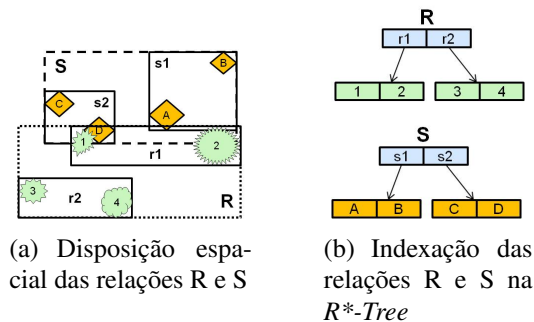 S
s1
B
C
s2
A
D
1
r1
2
3
r2
4
R
(a) Disposição espa-
cial das relações R e S
R
r1 r2
1 2 3 4
S
s1 s2
A B C D
(b) Indexação das
relações R e S na
R*-Tree